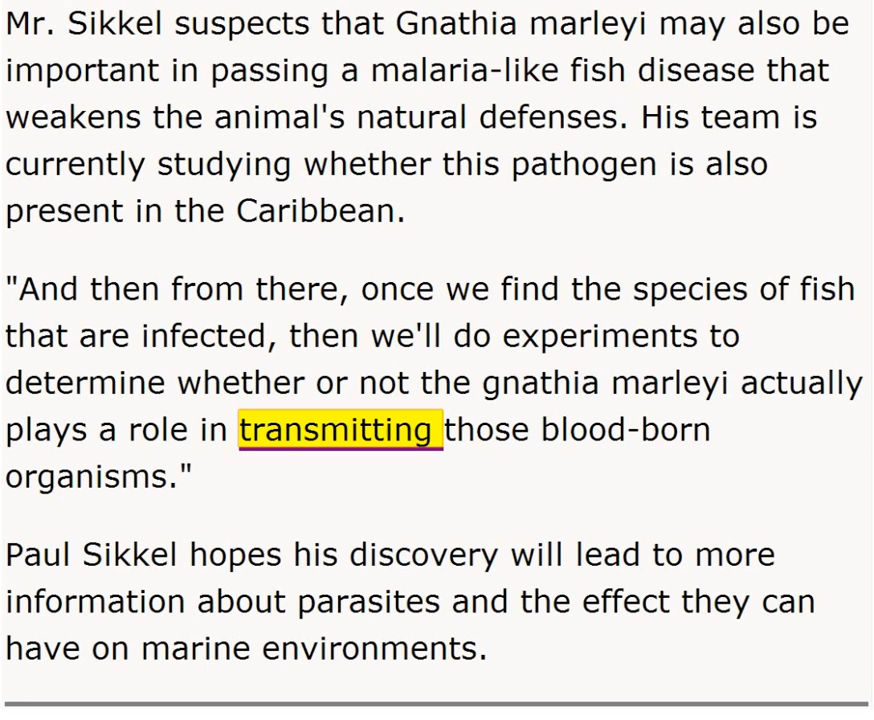 Mr. Sikkel suspects that Gnathia marleyi may also be
important in passing a malaria-like fish disease that
weakens the animal's natural defenses. His team is
currently studying whether this pathogen is also
present in the Caribbean.
"And then from there, once we find the species of fish
that are infected, then we'll do experiments to
determine whether or not the gnathia marleyi actually
plays a role in transmitting those blood-born
organisms."
Paul Sikkel hopes his discovery will lead to more
information about parasites and the effect they can
have on marine environments.